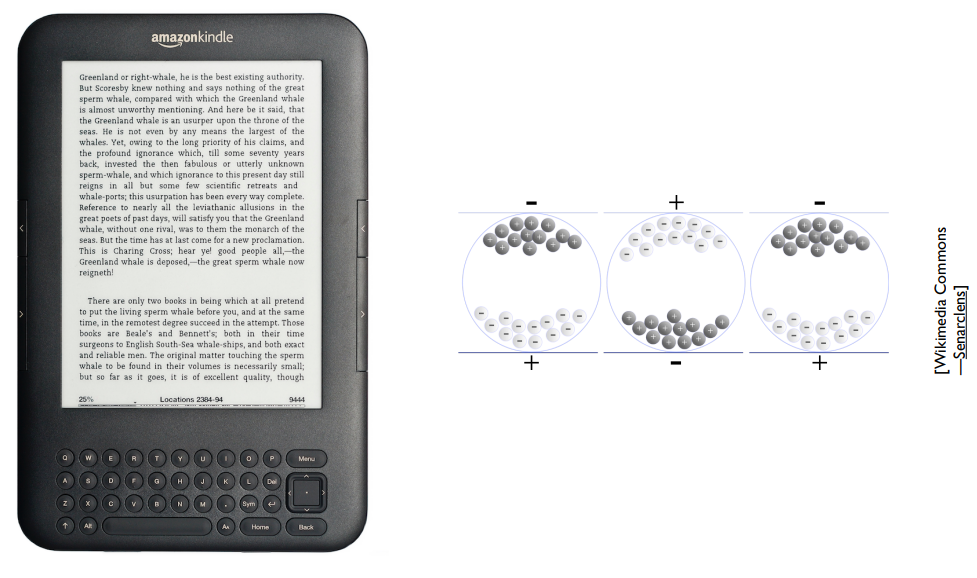 amazonkindle
Greenland or right-whale, he is the best existing authority.
But Scoresby knew nothing and says nothing of the great
sperm whale, compared with which the Greenland whale
is almost unworthy mentioning. And here be it said, that
the Greenland whale is an usurper upon the throne of the
seas. He is not even by any means the largest of the
whales. Yet, owing to the long priority of his claims, and
the profound ignorance which, till some seventy years
back, invested the then fabulous or utterly unknown
sperm-whale, and which ignorance to this present day still
reigns in all but some few scientific retreats and
whale-ports; this usurpation has been every way complete.
Reference to nearly all the leviathanic allusions in the
great poets of past days, will satisfy you that the Greenland
whale, without one rival, was to them the monarch of the
seas. But the time has at last come for a new proclamation.
This is Charing Cross; hear ye! good people all,—the
Greenland whale is deposed,—the great sperm whale now
reigneth!
There are only two books in being which at all pretend
to put the living sperm whale before you, and at the same
time, in the remotest degree succeed in the attempt. Those
books are Beale's and Bennett's; both in their time
surgeons to English South-Sea whale-ships, and both exact
and reliable men. The original matter touching the sperm
whale to be found in their volumes is necessarily small;
but so far as it goes, it is of excellent quality, though
25% Locations 2384-94 9444
Q W E R T Y U I O P Menu
A S D F G H J K L Del
Z X C V B N M . Sym
Alt Aa Home Back
- + -
+ - +
[Wikimedia Commons
—Senarclens]